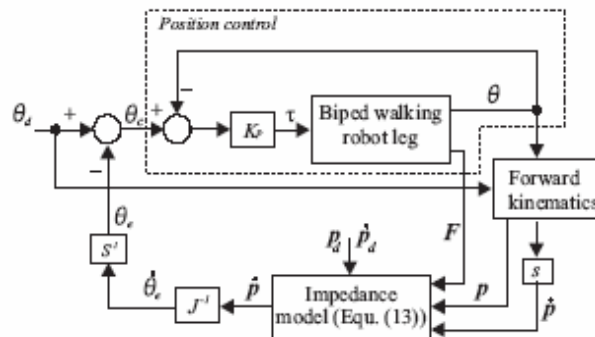 Position control
θd + θc + − θ
Kp τ
Biped walking
robot leg
−
Forward
kinematics
θe
F
S¹
pd ṗd
s
θ̇e J⁻¹ ṗ
Impedance
model (Equ. (13))
p
ṗ